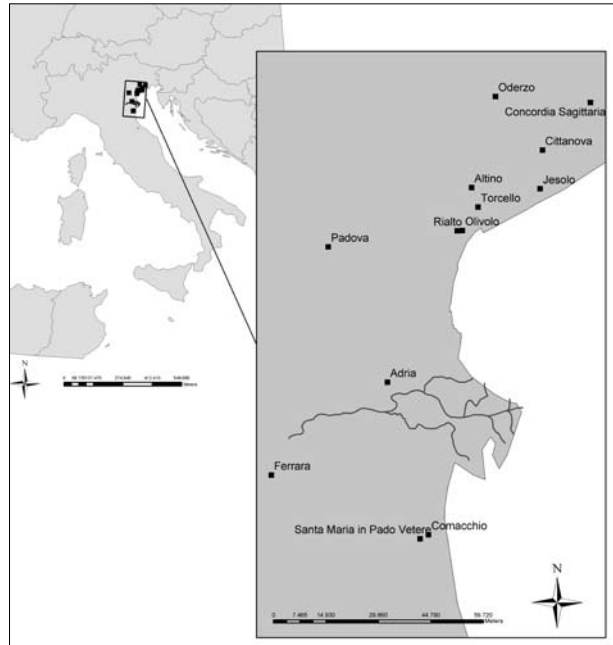 Oderzo
Concordia Sagittaria
Cittanova
Altino
Jesolo
Torcello
Rialto Olivolo
Padova
Adria
Ferrara
Santa Maria in Pado Vetere
Comacchio
N
Meters
N
0 7.465 14.930 29.860 44.790 59.720
Meters